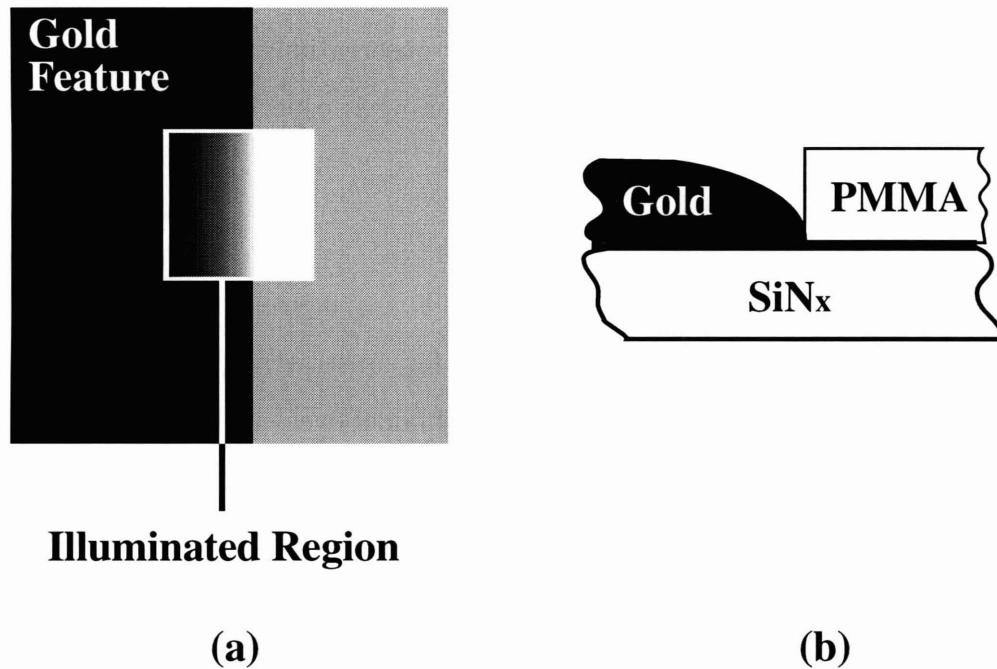 Gold
Feature
Illuminated Region
(a)
Gold
PMMA
SiNx
(b)